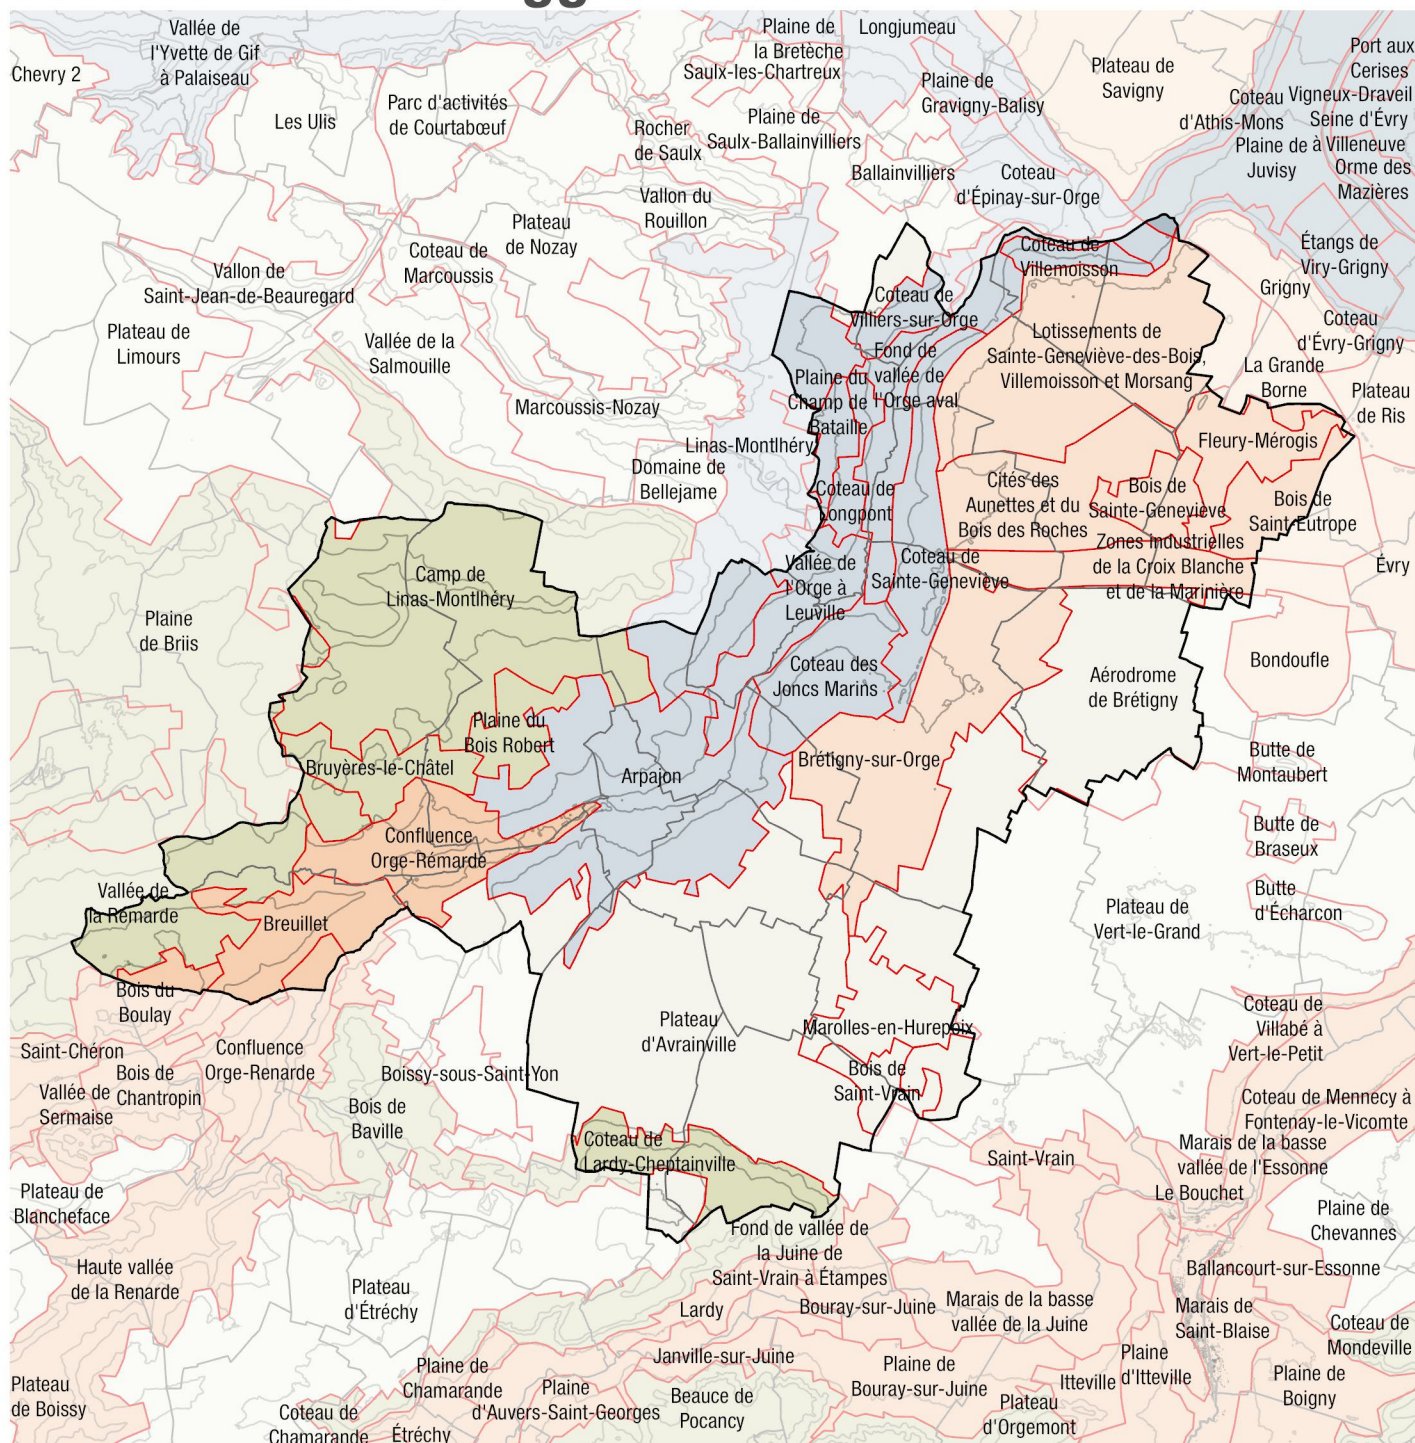 Vallée de
l'Yvette de Gif
à Palaiseau
Plaine de
la Bretèche
Saulx-les-Chartreux
Longjumeau
Chevry 2
Les Ulis
Parc d'activités
de Courtabœuf
Rocher
de Saulx
Plaine de
Saulx-Ballainvilliers
Plaine de
Gravigny-Balisy
Plateau de
Savigny
Port aux
Cerises
Coteau
d'Athis-Mons
Vigneux-Draveil
Seine d'Évry
à Villeneuve
Plaine de
Juvisy
Orme des
Mazières
Ballainvilliers
Coteau
d'Épinay-sur-Orge
Vallon du
Rouillon
Plateau
de Nozay
Coteau de
Marcoussis
Vallon de
Saint-Jean-de-Beauregard
Plateau de
Limours
Vallée de la
Salmouille
Marcoussis-Nozay
Linas-Montlhéry
Domaine de
Bellejame
Coteau de
Villemoisson
Étangs de
Viry-Grigny
Grigny
Coteau
d'Évry-Grigny
La Grande
Borne
Plateau
de Ris
Coteau de
Villiers-sur-Orge
Fond de
vallée de
l'Orge aval
Plaine du
Champ de
Bataille
Lotissements de
Sainte-Geneviève-des-Bois,
Villemoisson et Morsang
Fleury-Mérogis
Coteau de
Longpont
Cités des
Aunettes et du
Bois des Roches
Bois de
Sainte-Geneviève
Bois de
Saint-Eutrope
Zones Industrielles
de la Croix Blanche
et de la Marinière
Évry
Vallée de
l'Orge à
Leuville
Coteau de
Sainte-Geneviève
Camp de
Linas-Montlhéry
Plaine
de Briis
Coteau des
Joncs Marins
Aérodrome
de Brétigny
Bondoufle
Plaine du
Bois Robert
Bruyères-le-Châtel
Arpajon
Brétigny-sur-Orge
Butte de
Montaubert
Confluence
Orge-Rémarde
Butte de
Braseux
Vallée de
la Rémarde
Breuillet
Butte
d'Écharcon
Plateau de
Vert-le-Grand
Bois du
Boulay
Plateau
d'Avrainville
Marolles-en-Hurepoix
Coteau de
Villabé à
Vert-le-Petit
Saint-Chéron
Confluence
Orge-Renarde
Bois de
Chantropin
Vallée de
Sermaise
Boissy-sous-Saint-Yon
Bois de
Saint-Vrain
Bois de
Baville
Coteau de Mennecy à
Fontenay-le-Vicomte
Coteau de
Lardy-Cheptainville
Saint-Vrain
Marais de la basse
vallée de l'Essonne
Le Bouchet
Plateau de
Blancheface
Plaine de
Chevannes
Fond de vallée de
la Juine de
Saint-Vrain à Étampes
Haute vallée
de la Renarde
Plateau
d'Étréchy
Ballancourt-sur-Essonne
Lardy
Bouray-sur-Juine
Marais de la basse
vallée de la Juine
Marais de
Saint-Blaise
Coteau de
Mondeville
Janville-sur-Juine
Plaine de
Chamarande
Plaine de
Bouray-sur-Juine
Plaine
d'Itteville
Itteville
Plaine de
Boigny
Plateau
de Boissy
Plaine
d'Auvers-Saint-Georges
Beauce de
Pocancy
Plateau
d'Orgemont
Coteau de
Chamarande
Étréchy